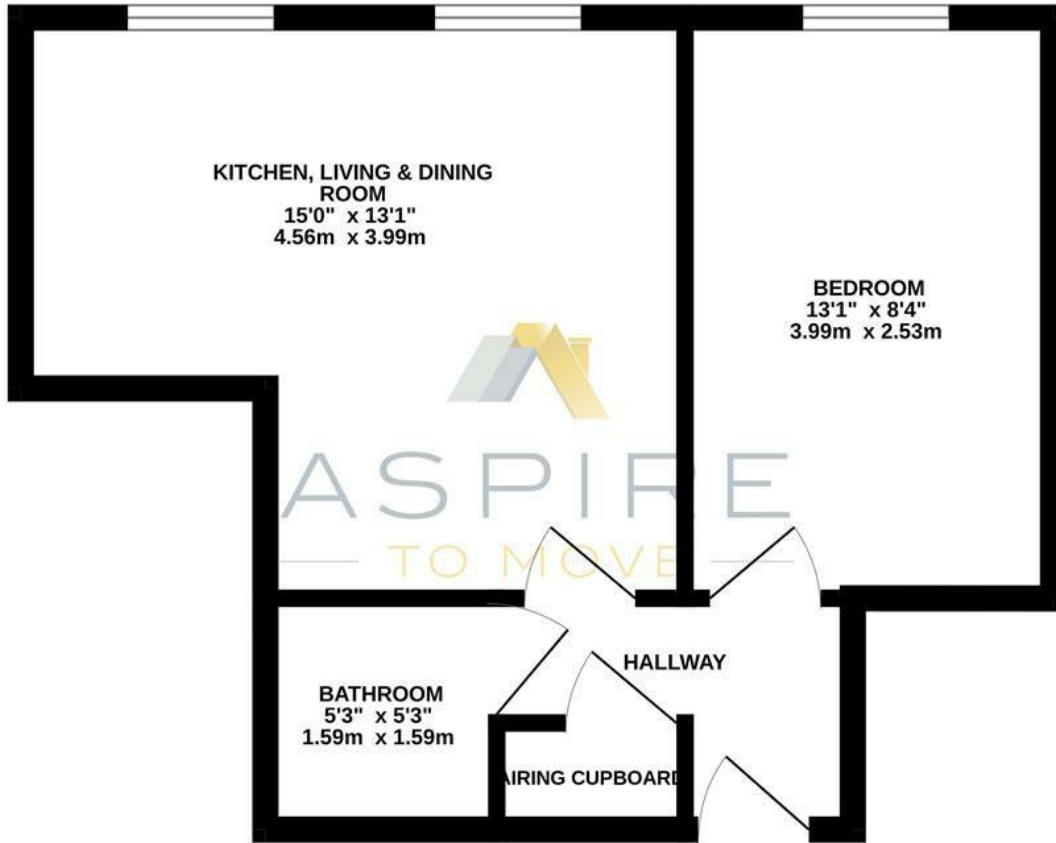 KITCHEN, LIVING & DINING
ROOM
15'0" x 13'1"
4.56m x 3.99m
BEDROOM
13'1" x 8'4"
3.99m x 2.53m
ASPIRE
TO MOVE
HALLWAY
BATHROOM
5'3" x 5'3"
1.59m x 1.59m
AIRING CUPBOARD